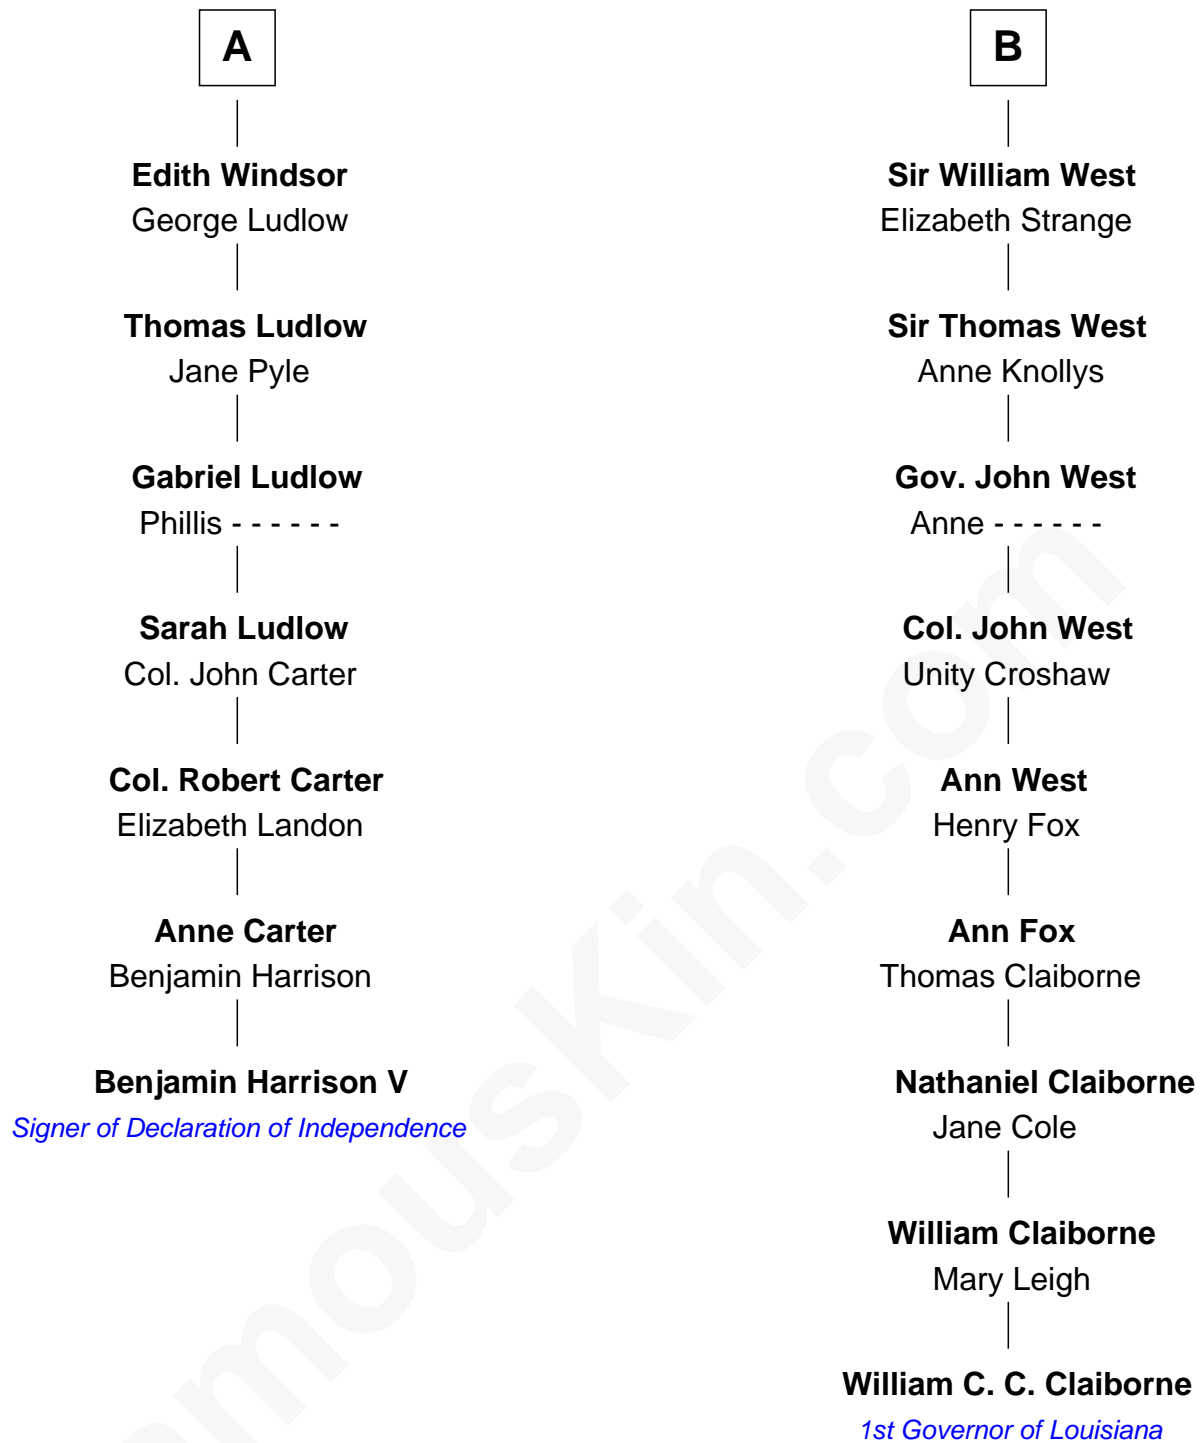 A
Edith Windsor
George Ludlow
Thomas Ludlow
Jane Pyle
Gabriel Ludlow
Phillis - - - - - -
Sarah Ludlow
Col. John Carter
Col. Robert Carter
Elizabeth Landon
Anne Carter
Benjamin Harrison
Benjamin Harrison V
Signer of Declaration of Independence
B
Sir William West
Elizabeth Strange
Sir Thomas West
Anne Knollys
Gov. John West
Anne - - - - - -
Col. John West
Unity Croshaw
Ann West
Henry Fox
Ann Fox
Thomas Claiborne
Nathaniel Claiborne
Jane Cole
William Claiborne
Mary Leigh
William C. C. Claiborne
1st Governor of Louisiana
amouskin.com